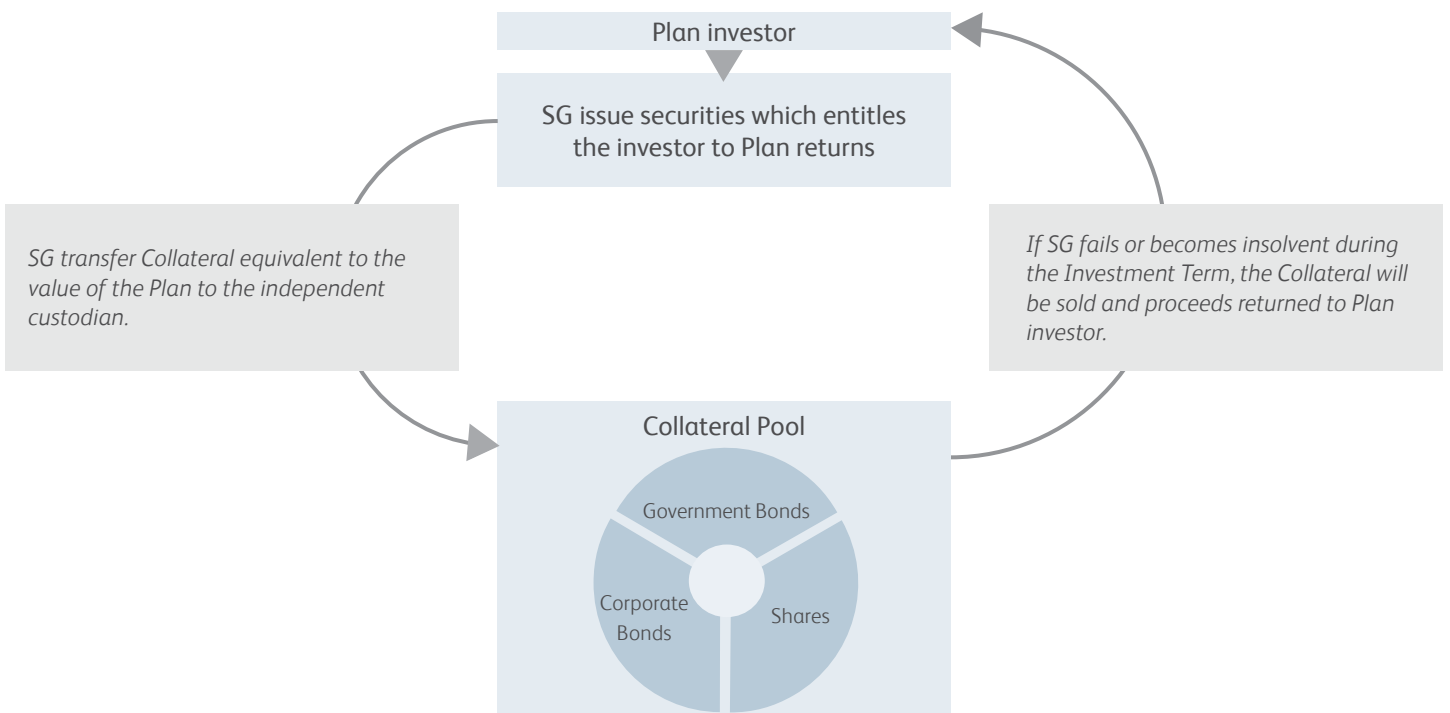 Plan investor
SG issue securities which entitles
the investor to Plan returns
SG transfer Collateral equivalent to the
value of the Plan to the independent
custodian.
If SG fails or becomes insolvent during
the Investment Term, the Collateral will
be sold and proceeds returned to Plan
investor.
Collateral Pool
Government Bonds
Corporate
Bonds
Shares